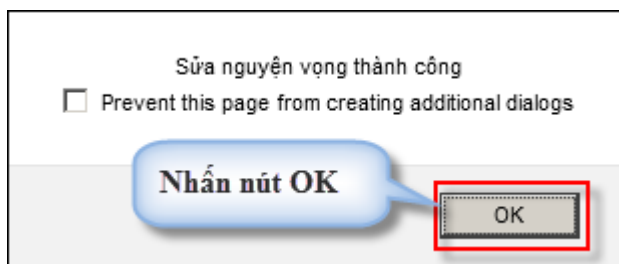 Sửa nguyện vọng thành công
Prevent this page from creating additional dialogs
Nhấn nút OK
OK